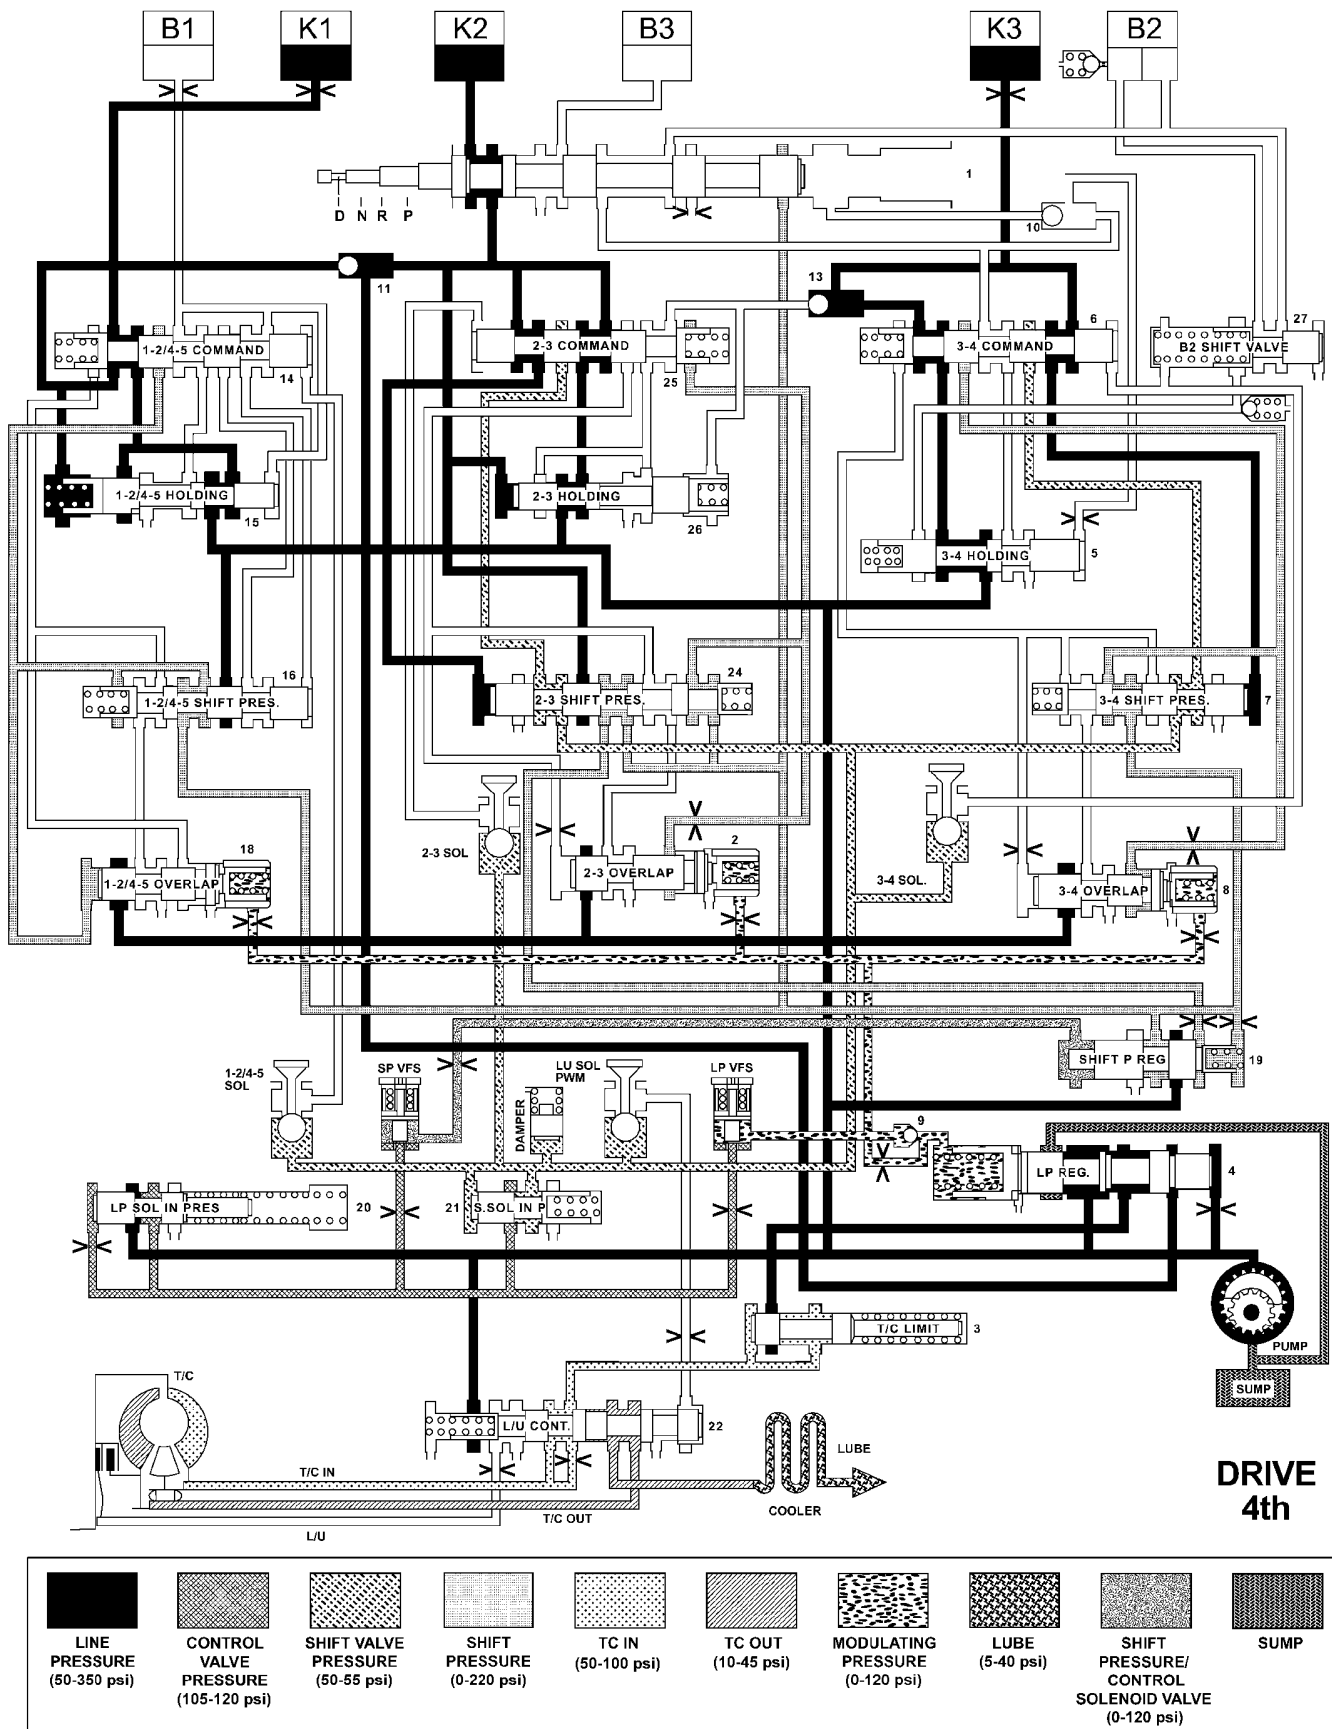 B1
K1
K2
B3
K3
B2
1
D N R P
10
11
13
6
27
1-2/4-5 COMMAND
2-3 COMMAND
3-4 COMMAND
B2 SHIFT VALVE
14
25
1-2/4-5 HOLDING
2-3 HOLDING
15
26
3-4 HOLDING
5
16
24
1-2/4-5 SHIFT PRES.
2-3 SHIFT PRES.
3-4 SHIFT PRES.
7
2-3 SOL
18
2
3-4 SOL.
1-2/4-5 OVERLAP
2-3 OVERLAP
3-4 OVERLAP
8
1-2/4-5
SOL
SP VFS
LU SOL
PWM
LP VFS
SHIFT P REG
19
DAMPER
9
LP REG.
4
LP SOL IN PRES
20
21
S.SOL IN P
T/C LIMIT
3
PUMP
SUMP
T/C
L/U CONT.
22
LUBE
T/C IN
COOLER
T/C OUT
L/U
DRIVE
4th
LINE
PRESSURE
(50-350 psi)
CONTROL
VALVE
PRESSURE
(105-120 psi)
SHIFT VALVE
PRESSURE
(50-55 psi)
SHIFT
PRESSURE
(0-220 psi)
TC IN
(50-100 psi)
TC OUT
(10-45 psi)
MODULATING
PRESSURE
(0-120 psi)
LUBE
(5-40 psi)
SHIFT
PRESSURE/
CONTROL
SOLENOID VALVE
(0-120 psi)
SUMP